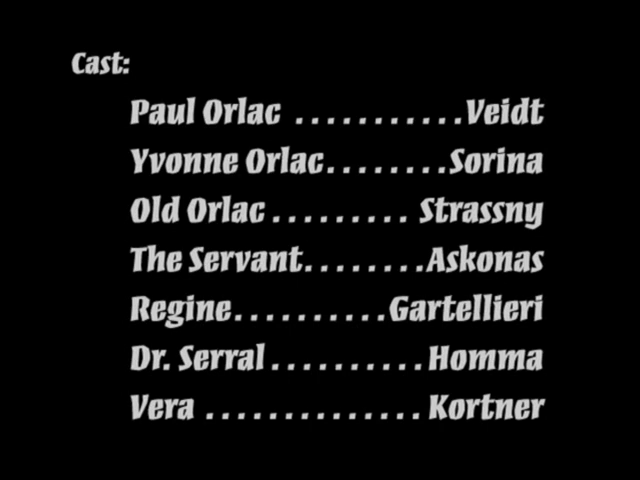 Cast:
Paul Orlac ...........Veidt
Yvonne Orlac........Sorina
Old Orlac......... Strassny
The Servant........Askonas
Regine..........Gartellieri
Dr. Serral..........Homma
Vera .............. Kortner